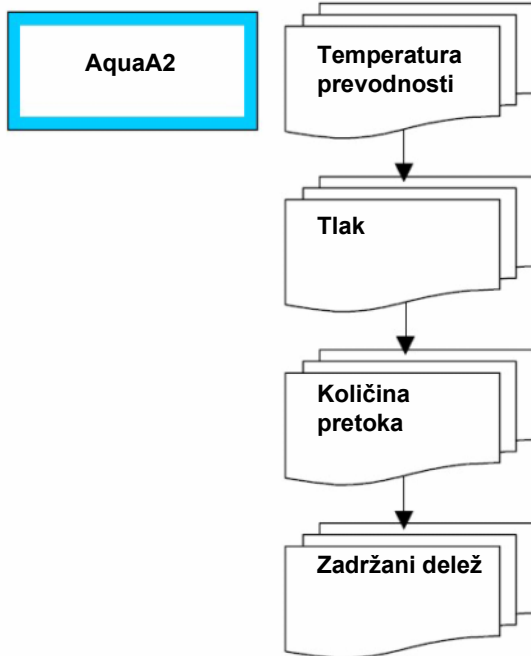 AquaA2
Temperatura
prevodnosti
Tlak
Količina
pretoka
Zadržani delež